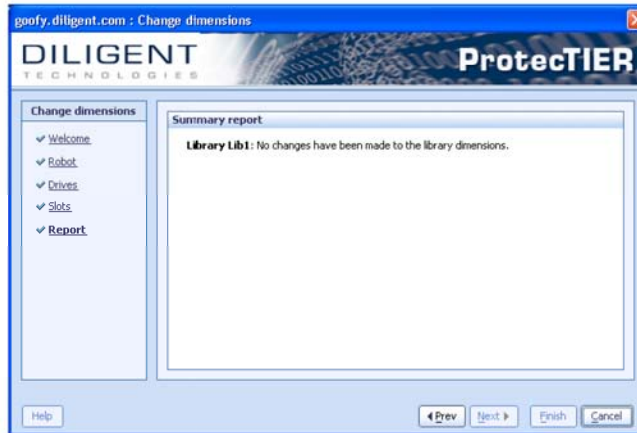 goofy.diligent.com : Change dimensions
DILIGENT
TECHNOLOGIES
ProtecTIER
Change dimensions
Welcome
Robot
Drives
Slots
Report
Summary report
Library Lib1: No changes have been made to the library dimensions.
Help
Prev
Next
Finish
Cancel